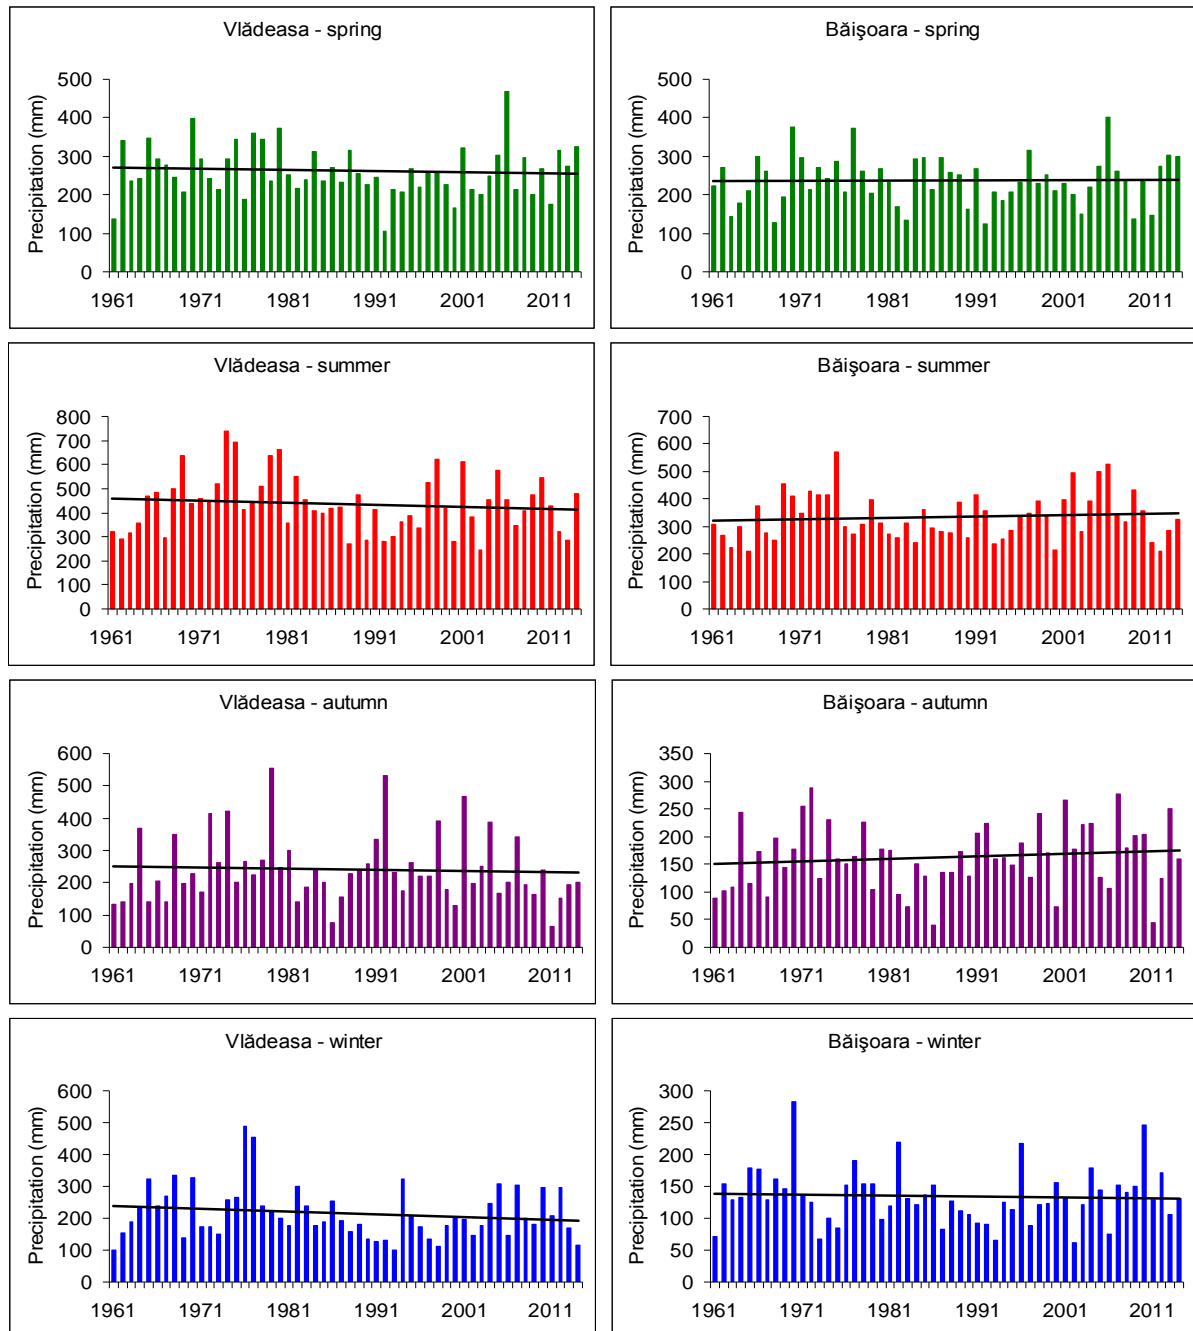 Vlădeasa - spring
Precipitation (mm)
500
400
300
200
100
0
1961 1971 1981 1991 2001 2011
Băişoara - spring
Precipitation (mm)
500
400
300
200
100
0
1961 1971 1981 1991 2001 2011
Vlădeasa - summer
Precipitation (mm)
800
700
600
500
400
300
200
100
0
1961 1971 1981 1991 2001 2011
Băişoara - summer
Precipitation (mm)
700
600
500
400
300
200
100
0
1961 1971 1981 1991 2001 2011
Vlădeasa - autumn
Precipitation (mm)
600
500
400
300
200
100
0
1961 1971 1981 1991 2001 2011
Băişoara - autumn
Precipitation (mm)
350
300
250
200
150
100
50
0
1961 1971 1981 1991 2001 2011
Vlădeasa - winter
Precipitation (mm)
600
500
400
300
200
100
0
1961 1971 1981 1991 2001 2011
Băişoara - winter
Precipitation (mm)
300
250
200
150
100
50
0
1961 1971 1981 1991 2001 2011